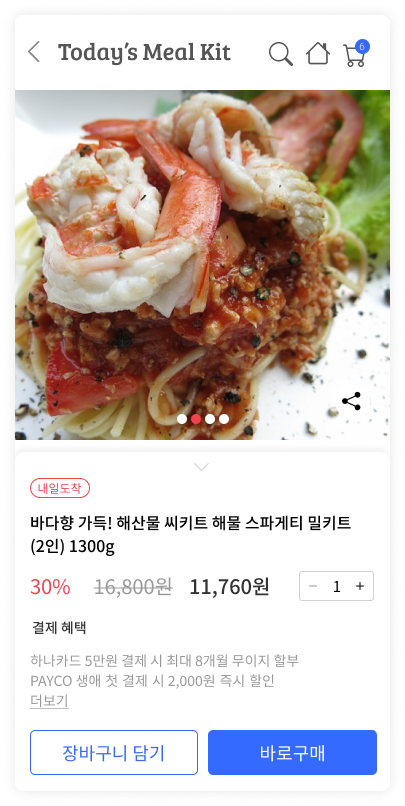 Today's Meal Kit
6
내일도착
바다향 가득! 해산물 씨키트 해물 스파게티 밀키트
(2인) 1300g
30% 16,800원 11,760원 − 1 +
결제 혜택
하나카드 5만원 결제 시 최대 8개월 무이지 할부
PAYCO 생애 첫 결제 시 2,000원 즉시 할인
더보기
장바구니 담기 바로구매